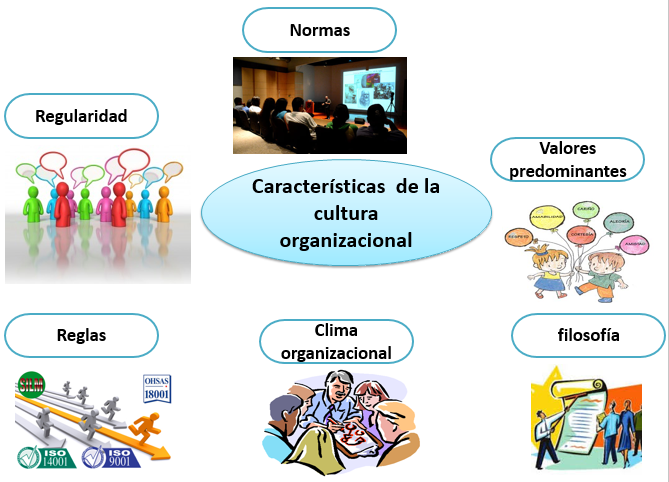 Normas
Regularidad
Valores
predominantes
Características de la
cultura
organizacional
CARIÑO
AMABILIDAD
ALEGRÍA
RESPETO
CORTESÍA
Reglas
Clima
organizacional
filosofía
OHSAS
18001
ISO
14001
ISO
9001